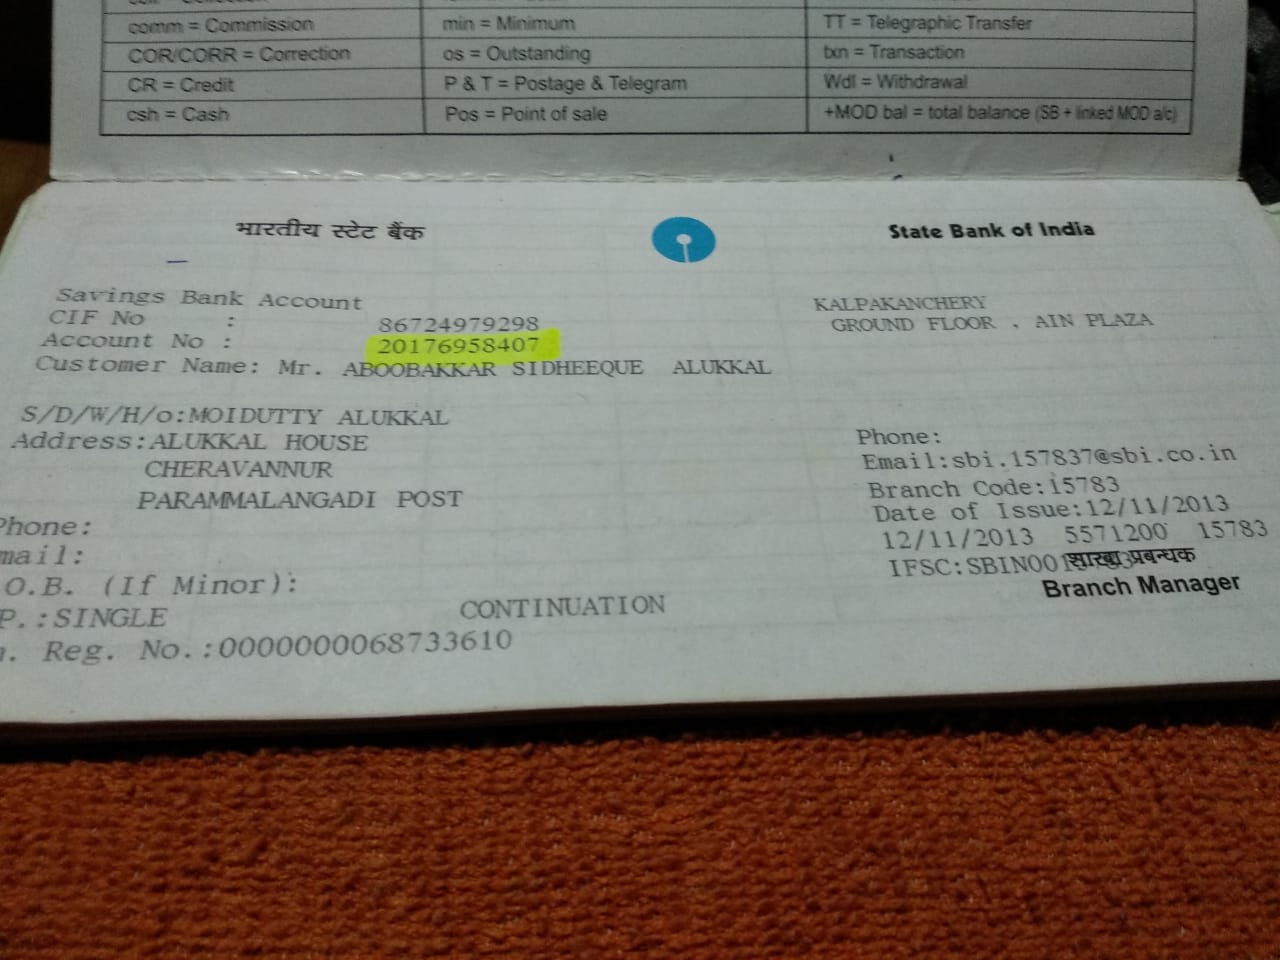 comm = Commission
min = Minimum
TT = Telegraphic Transfer
COR/CORR = Correction
os = Outstanding
txn = Transaction
CR = Credit
P & T = Postage & Telegram
Wdl = Withdrawal
csh = Cash
Pos = Point of sale
+MOD bal = total balance (SB + linked MOD a/c)
भारतीय स्टेट बैंक
State Bank of India
Savings Bank Account
CIF No : 86724979298
Account No : 20176958407
Customer Name: Mr. ABOOBAKKAR SIDHEEQUE ALUKKAL
KALPAKANCHERY
GROUND FLOOR , AIN PLAZA
S/D/W/H/o:MOIDUTTY ALUKKAL
Address:ALUKKAL HOUSE
CHERAVANNUR
PARAMMALANGADI POST
Phone:
mail:
O.B. (If Minor):
P.:SINGLE
CONTINUATION
. Reg. No.:0000000068733610
Phone:
Email:sbi.157837@sbi.co.in
Branch Code:15783
Date of Issue:12/11/2013
12/11/2013 5571200 15783
IFSC:
शाखा प्रबन्धक
Branch Manager